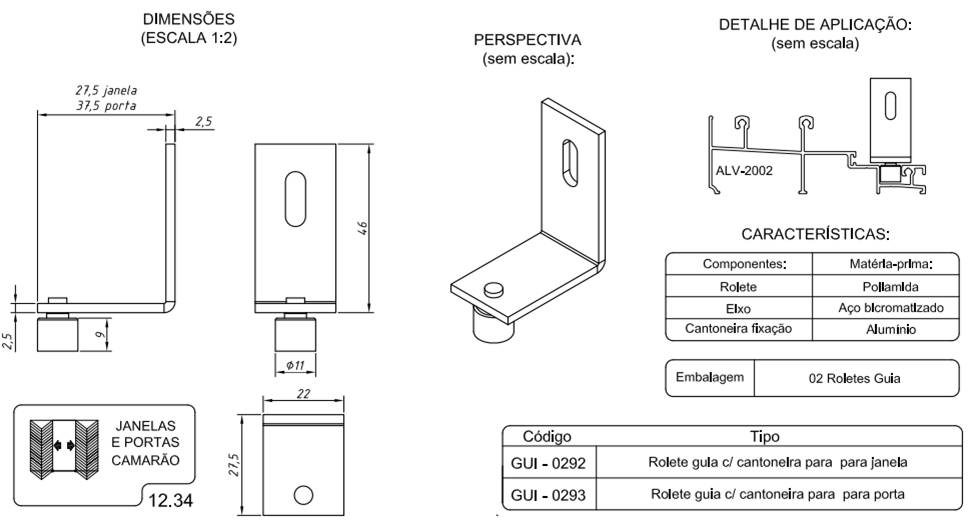 DIMENSÕES
(ESCALA 1:2)
27,5 janela
37,5 porta
2,5
46
2,5
9
ϕ11
22
27,5
JANELAS
E PORTAS
CAMARÃO
12.34
PERSPECTIVA
(sem escala):
DETALHE DE APLICAÇÃO:
(sem escala)
ALV-2002
CARACTERÍSTICAS:
Componentes: Matéria-prima:
Rolete Poliamida
Eixo Aço bicromatizado
Cantoneira fixação Alumínio
Embalagem 02 Roletes Guia
Código Tipo
GUI - 0292 Rolete guia c/ cantoneira para para janela
GUI - 0293 Rolete guia c/ cantoneira para para porta